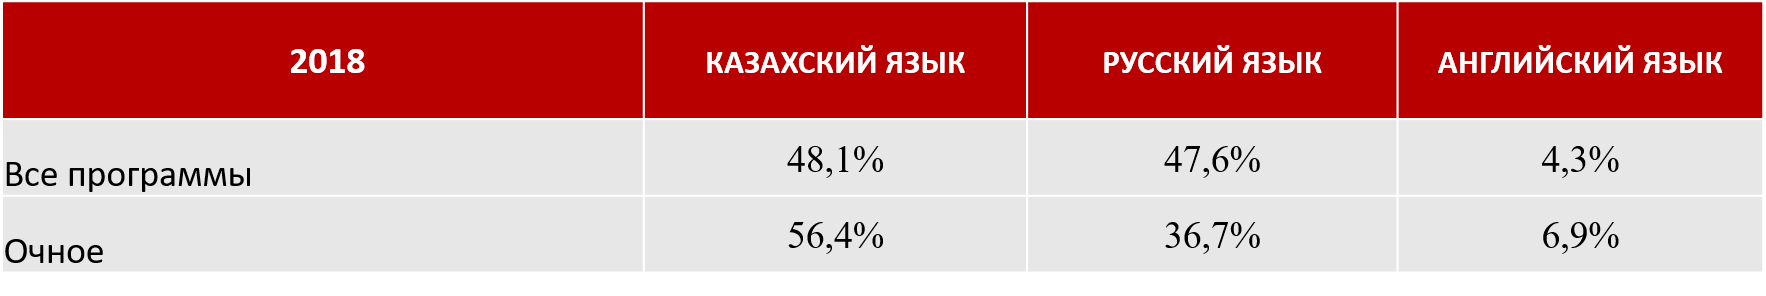 2018 КАЗАХСКИЙ ЯЗЫК РУССКИЙ ЯЗЫК АНГЛИЙСКИЙ ЯЗЫК
Все программы 48,1% 47,6% 4,3%
Очное 56,4% 36,7% 6,9%